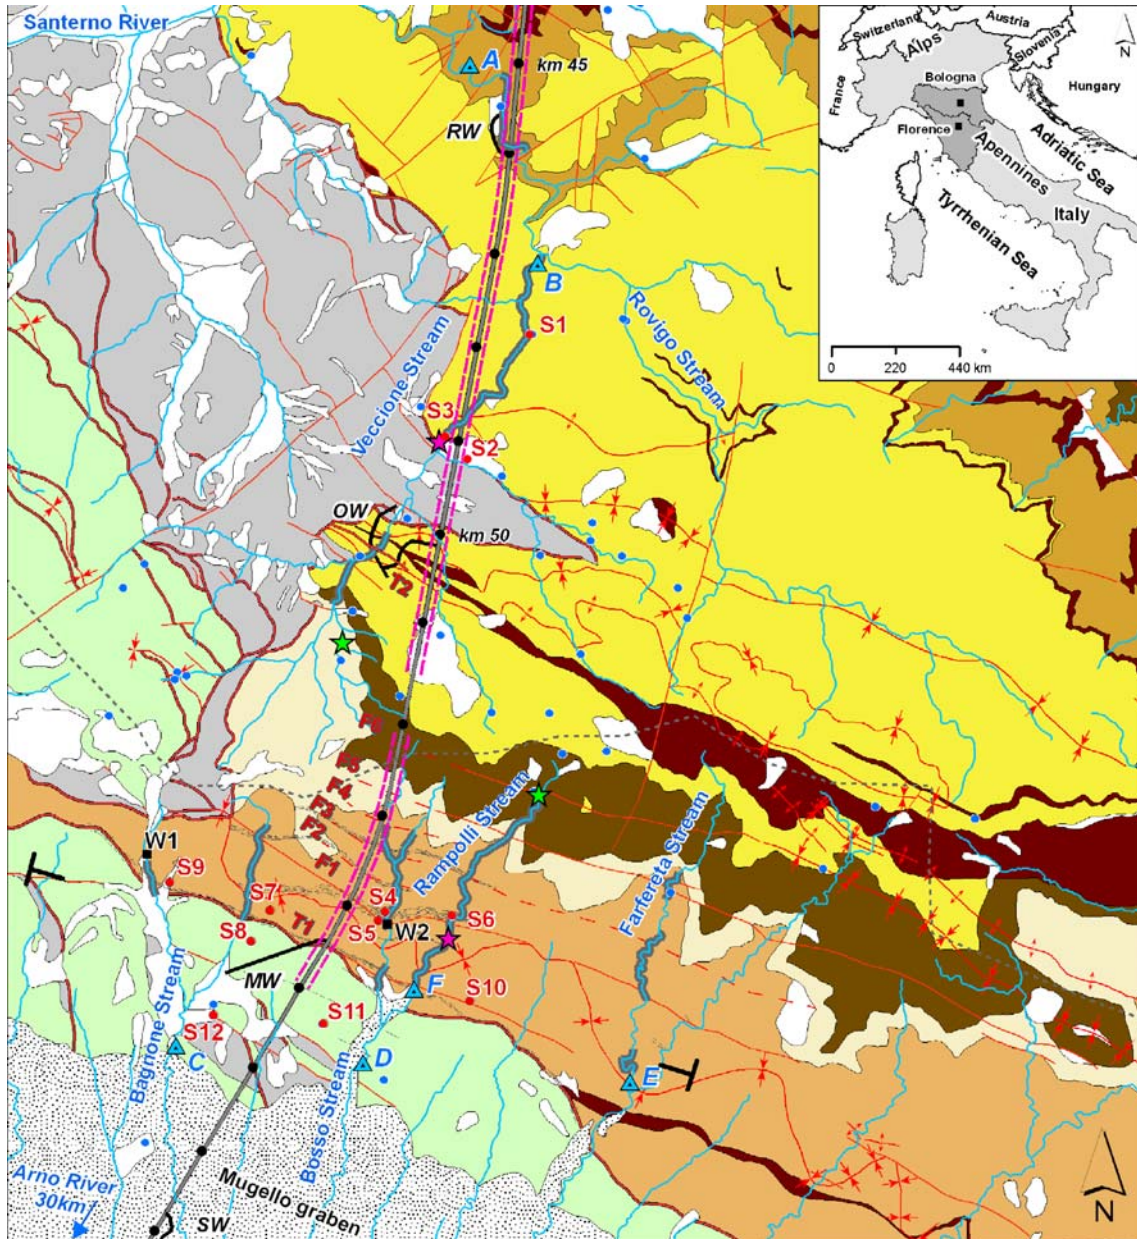 Santerno River
A
km 45
RW
B
S1
Rovigo Stream
Veccione Stream
S3
S2
OW
km 50
T2
F5
F4
F3
F2
F1
Rampolli Stream
Farfereta Stream
W1
S9
S7
S8
T1
S4
S5
W2
S6
MW
F
S10
S11
S12
C
D
E
Bagnone Stream
Bosso Stream
Mugello graben
Arno River
30km
SW
N
Switzerland
Austria
Slovenia
Alps
N
France
Bologna
Hungary
Florence
Apennines
Adriatic Sea
Italy
Tyrrhenian Sea
0 220 440 km